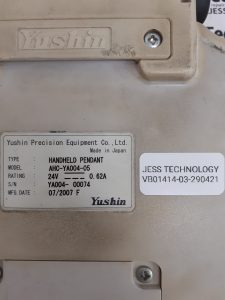 Yushin
JESS
Yushin Precision Equipment Co.,Ltd.
Made in Japan
TYPE : HANDHELD PENDANT
MODEL : AHC-YA004-05
RATING : 24V 0.62A
S/N : YA004- 00074
MFG.DATE : 07/2007 F
Yushin
JESS TECHNOLOGY
VB01414-03-290421